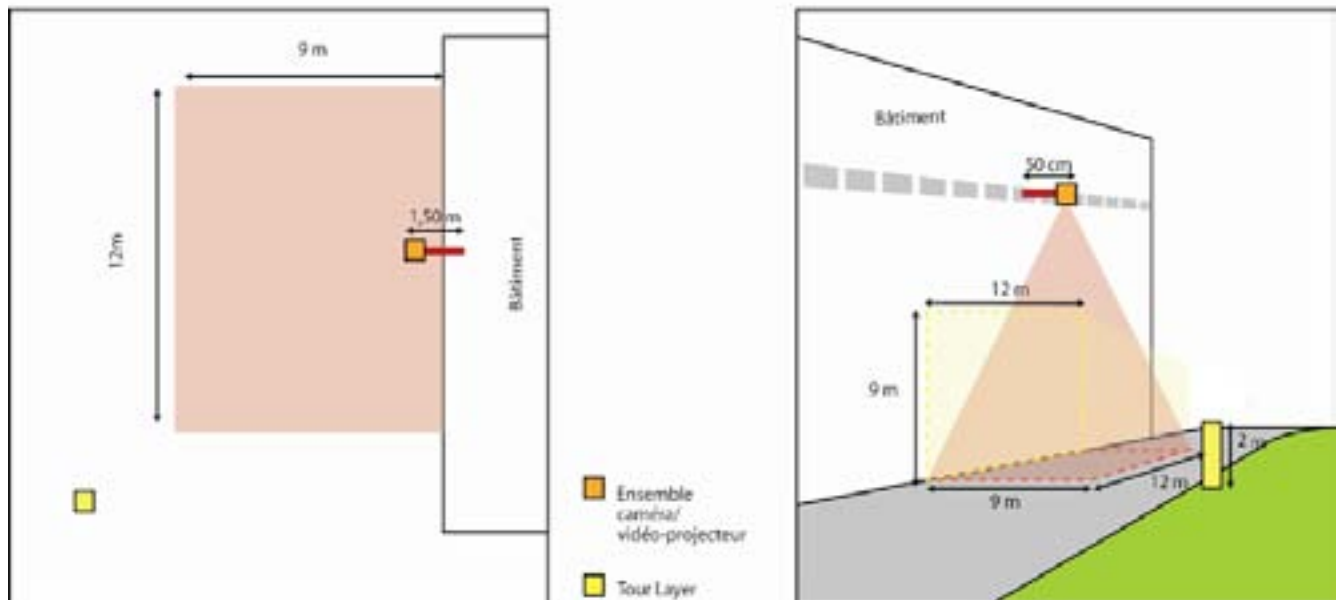 9 m
12m
1,50 m
Bâtiment
Ensemble
caméra/
vidéo-projecteur
Tour Layer
Bâtiment
50 cm
12 m
9 m
2 m
12 m
9 m